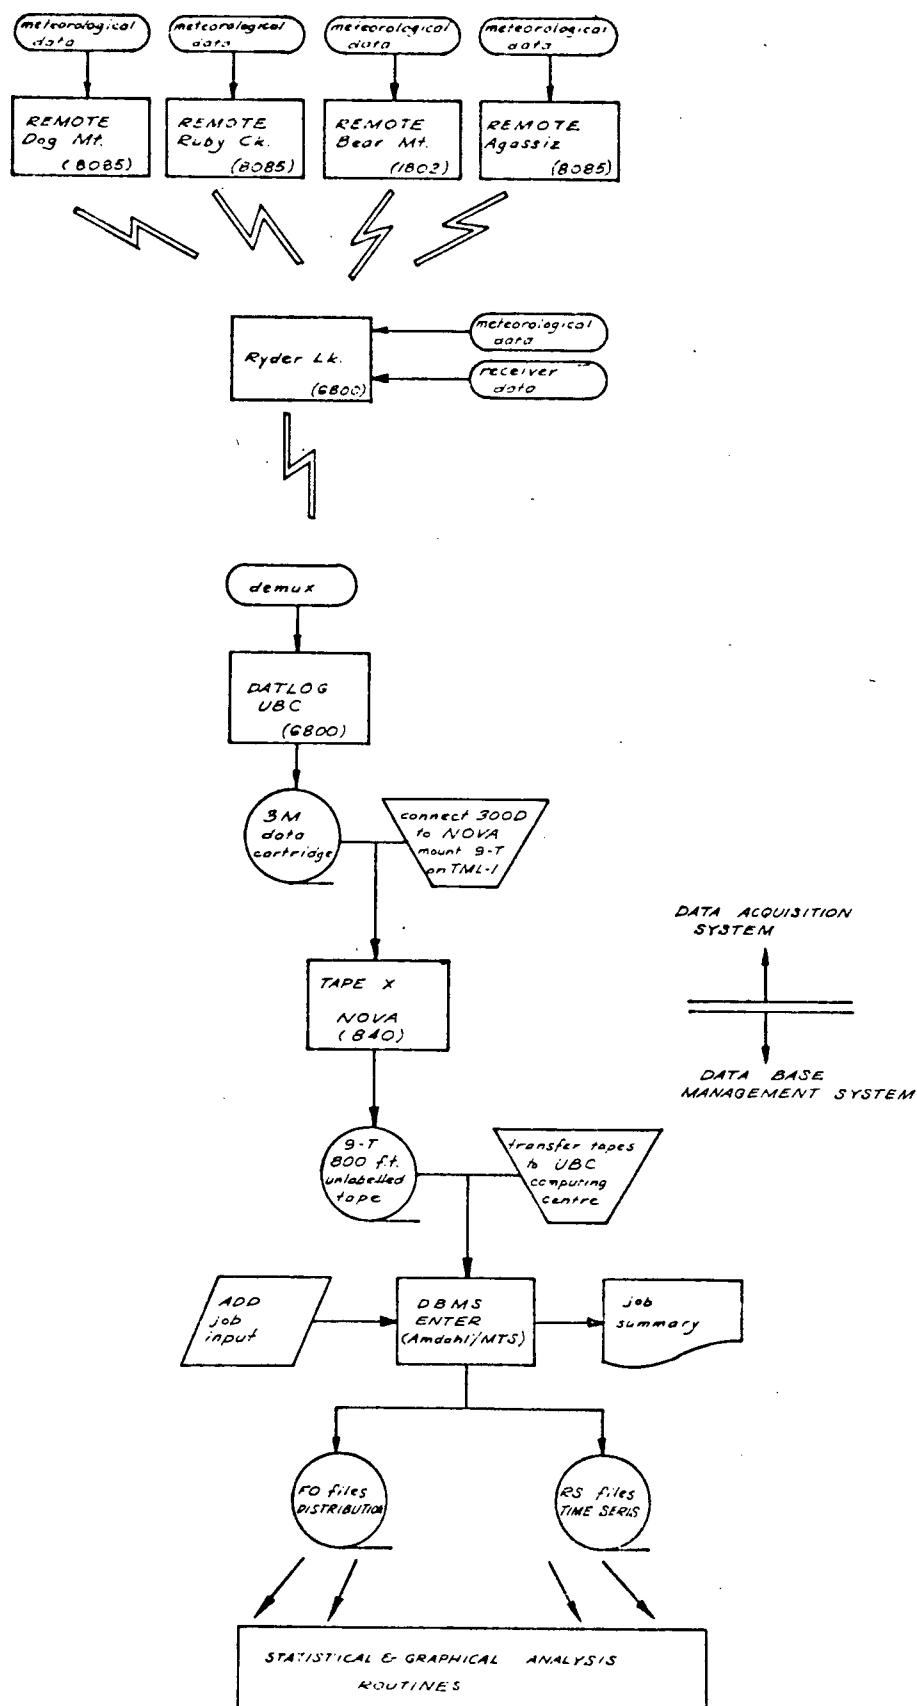 meteorological
data
meteorological
data
meteorological
data
meteorological
data
REMOTE
Dog Mt.
(8085)
REMOTE
Ruby Ck.
(8085)
REMOTE
Bear Mt.
(1802)
REMOTE
Agassiz
(8085)
Ryder Lk.
(6800)
meteorological
data
receiver
data
demux
DATLOG
UBC
(6800)
3M
data
cartridge
connect 300D
to NOVA
mount 9-T
on TML-1
TAPE X
NOVA
(840)
DATA ACQUISITION
SYSTEM
DATA BASE
MANAGEMENT SYSTEM
9-T
800 f.t.
unlabelled
tape
transfer tapes
to UBC
computing
centre
ADD
job
input
DBMS
ENTER
(Amdahl/MTS)
job
summary
FD files
DISTRIBUTION
RS files
TIME SERIS
STATISTICAL & GRAPHICAL ANALYSIS
ROUTINES